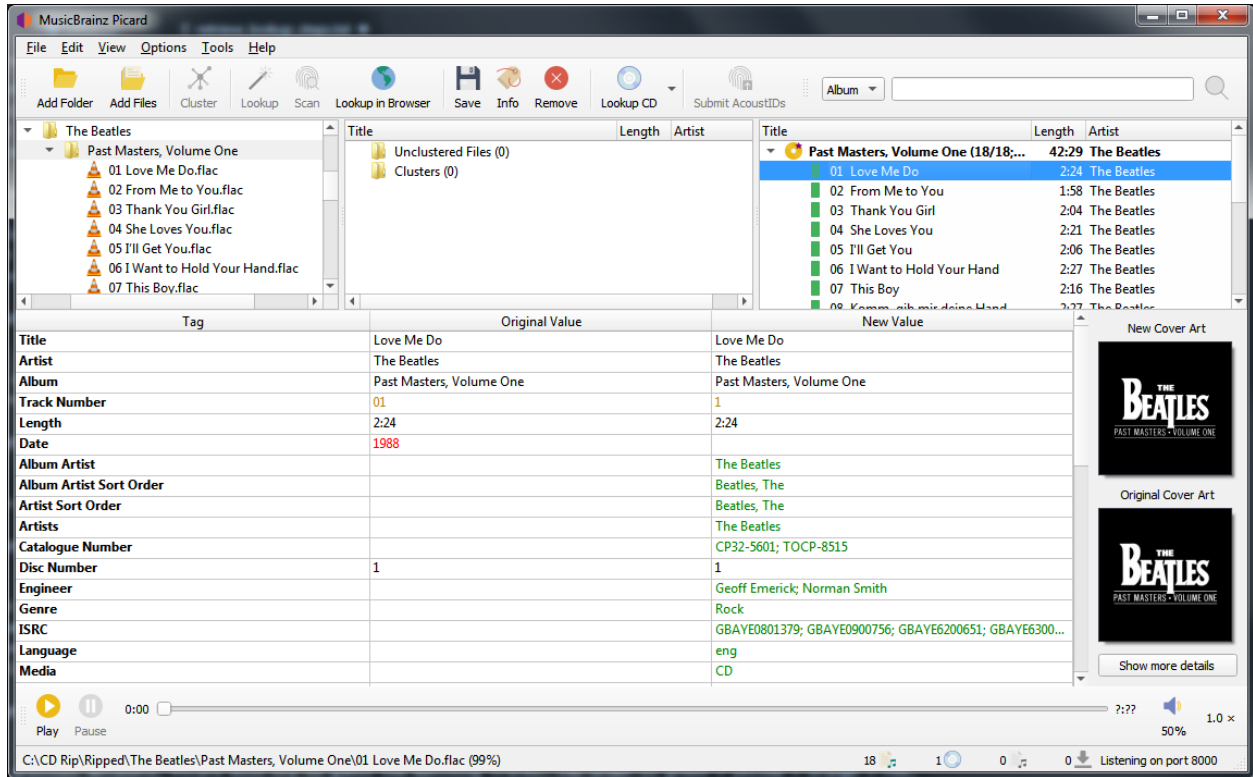 MusicBrainz Picard
File Edit View Options Tools Help
Add Folder Add Files Cluster Lookup Scan Lookup in Browser Save Info Remove Lookup CD Submit AcoustIDs Album
The Beatles
Past Masters, Volume One
01 Love Me Do.flac
02 From Me to You.flac
03 Thank You Girl.flac
04 She Loves You.flac
05 I'll Get You.flac
06 I Want to Hold Your Hand.flac
07 This Boy.flac
Title Length Artist
Unclustered Files (0)
Clusters (0)
Title Length Artist
Past Masters, Volume One (18/18;... 42:29 The Beatles
01 Love Me Do 2:24 The Beatles
02 From Me to You 1:58 The Beatles
03 Thank You Girl 2:04 The Beatles
04 She Loves You 2:21 The Beatles
05 I'll Get You 2:06 The Beatles
06 I Want to Hold Your Hand 2:27 The Beatles
07 This Boy 2:16 The Beatles
08 Komm, gib mir deine Hand 2:27 The Beatles
Tag Original Value New Value
Title Love Me Do Love Me Do
Artist The Beatles The Beatles
Album Past Masters, Volume One Past Masters, Volume One
Track Number 01 1
Length 2:24 2:24
Date 1988
Album Artist The Beatles
Album Artist Sort Order Beatles, The
Artist Sort Order Beatles, The
Artists The Beatles
Catalogue Number CP32-5601; TOCP-8515
Disc Number 1 1
Engineer Geoff Emerick; Norman Smith
Genre Rock
ISRC GBAYE0801379; GBAYE0900756; GBAYE6200651; GBAYE6300...
Language eng
Media CD
New Cover Art
THE
BEATLES
PAST MASTERS • VOLUME ONE
Original Cover Art
THE
BEATLES
PAST MASTERS • VOLUME ONE
Show more details
0:00 ?:?? 1.0 ×
Play Pause 50%
C:\CD Rip\Ripped\The Beatles\Past Masters, Volume One\01 Love Me Do.flac (99%) 18 1 0 0 Listening on port 8000